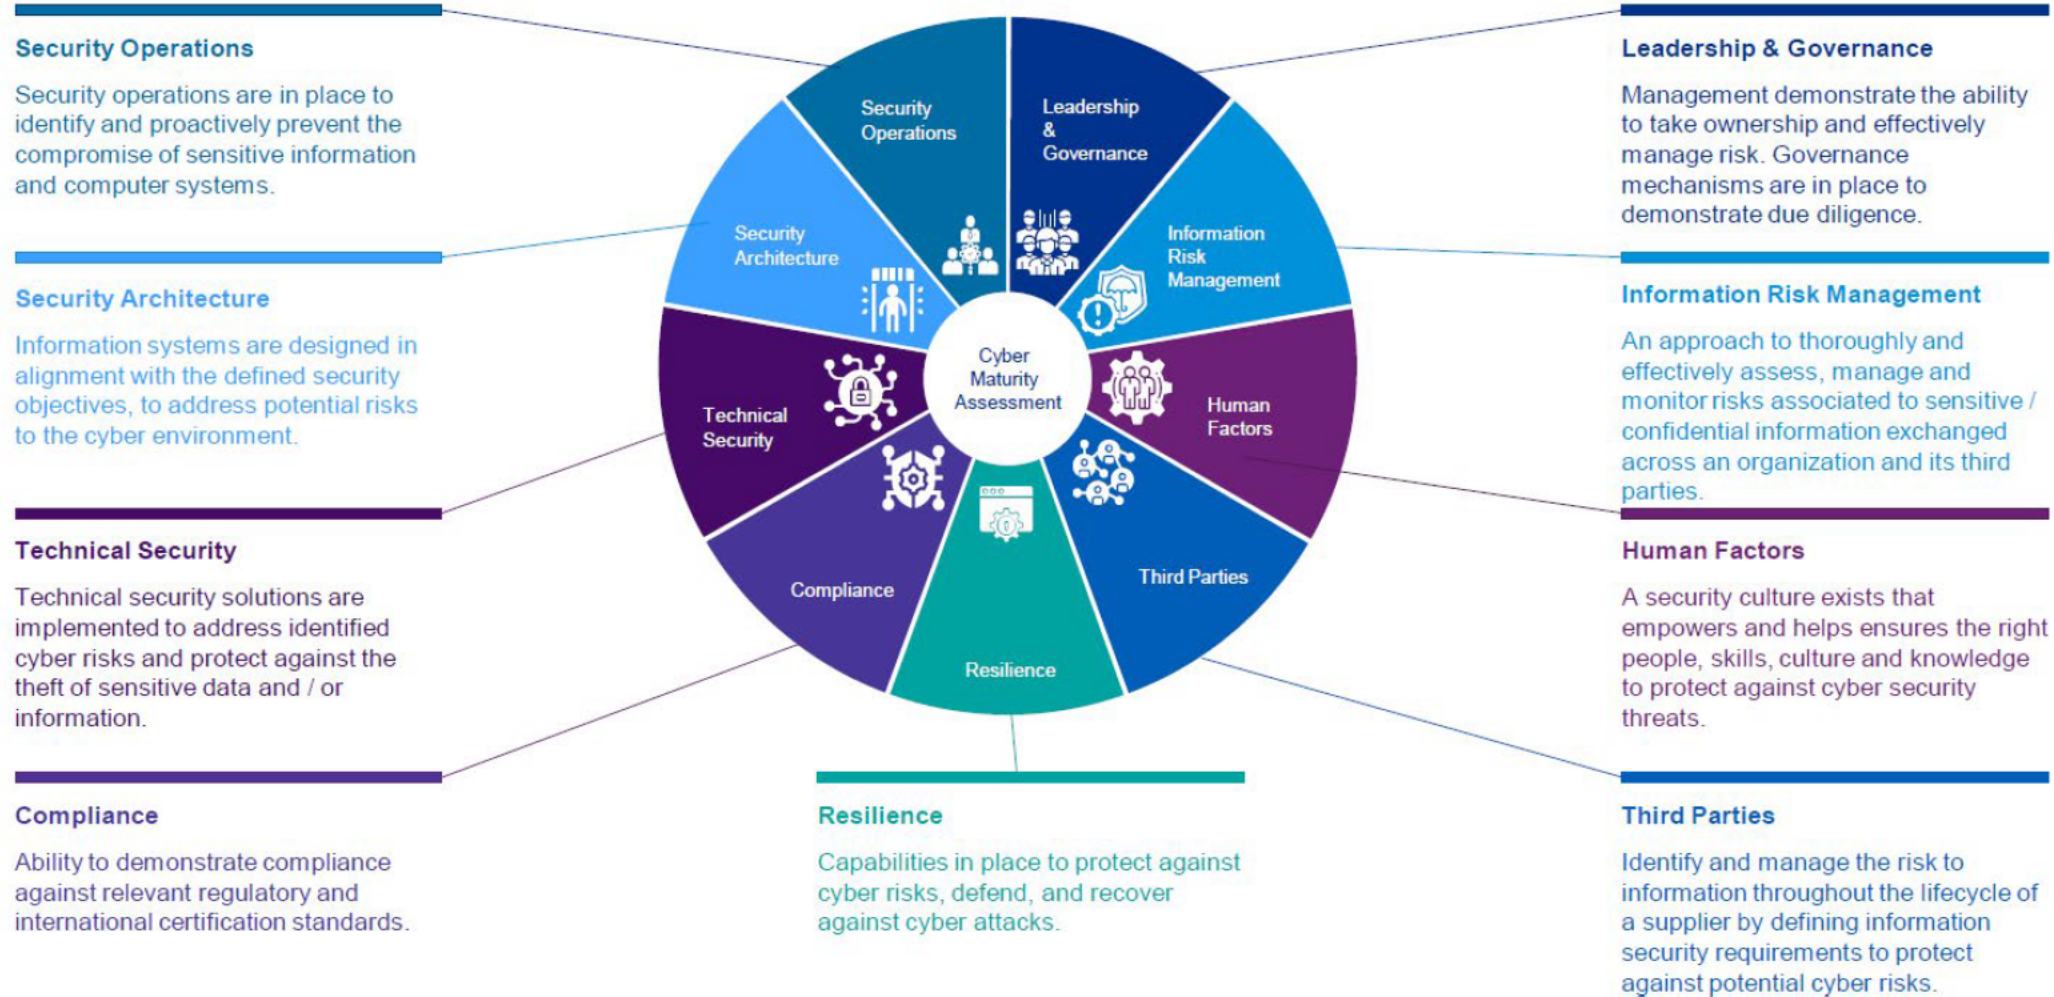 Security Operations
Security operations are in place to
identify and proactively prevent the
compromise of sensitive information
and computer systems.
Security Architecture
Information systems are designed in
alignment with the defined security
objectives, to address potential risks
to the cyber environment.
Technical Security
Technical security solutions are
implemented to address identified
cyber risks and protect against the
theft of sensitive data and / or
information.
Compliance
Ability to demonstrate compliance
against relevant regulatory and
international certification standards.
Security
Operations
Leadership
&
Governance
Security
Architecture
Information
Risk
Management
Cyber
Maturity
Assessment
Technical
Security
Human
Factors
Compliance
Third Parties
Resilience
Resilience
Capabilities in place to protect against
cyber risks, defend, and recover
against cyber attacks.
Leadership & Governance
Management demonstrate the ability
to take ownership and effectively
manage risk. Governance
mechanisms are in place to
demonstrate due diligence.
Information Risk Management
An approach to thoroughly and
effectively assess, manage and
monitor risks associated to sensitive /
confidential information exchanged
across an organization and its third
parties.
Human Factors
A security culture exists that
empowers and helps ensures the right
people, skills, culture and knowledge
to protect against cyber security
threats.
Third Parties
Identify and manage the risk to
information throughout the lifecycle of
a supplier by defining information
security requirements to protect
against potential cyber risks.